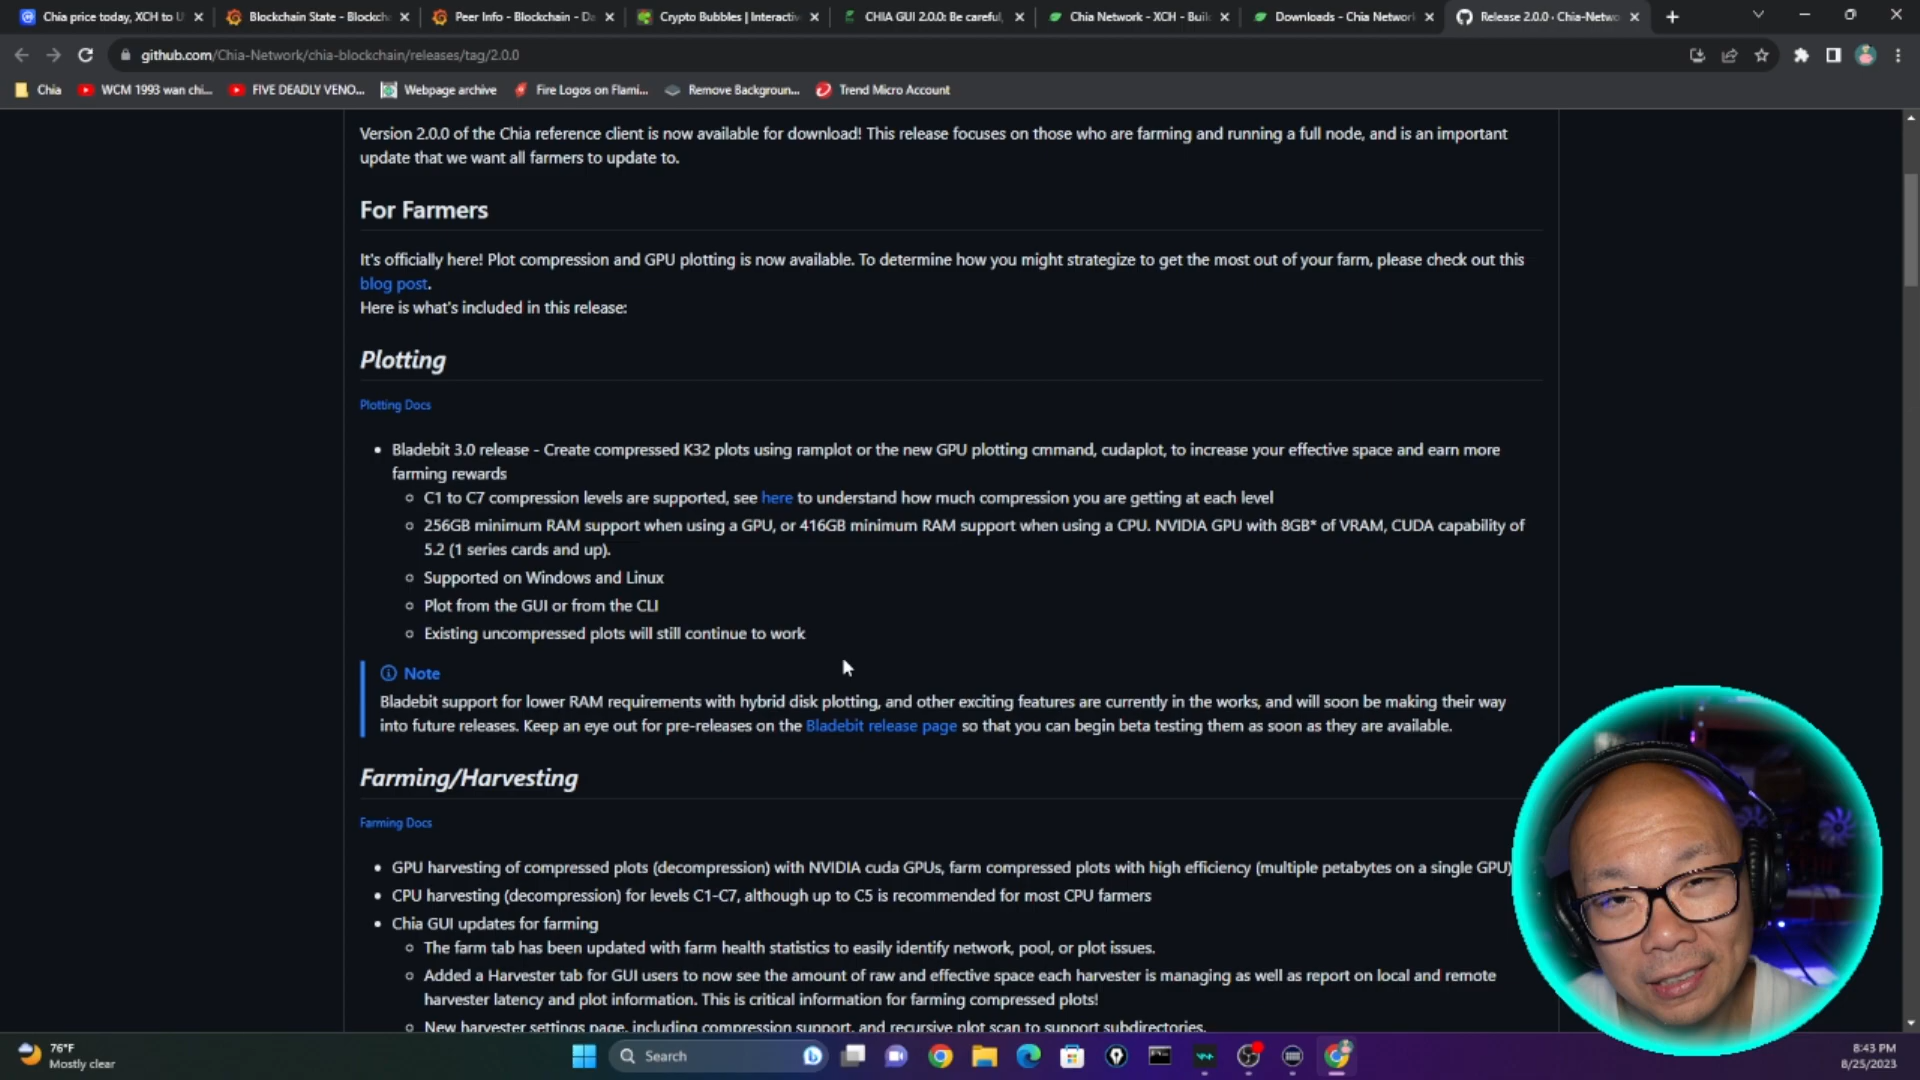 Chia price today, XCH to U
Blockchain State - Blockch
Peer Info - Blockchain - Da
Crypto Bubbles | Interactiv
CHIA GUI 2.0.0: Be careful,
Chia Network - XCH - Buil
Downloads - Chia Network
Release 2.0.0 · Chia-Netwo
github.com/Chia-Network/chia-blockchain/releases/tag/2.0.0
Chia
WCM 1993 wan chi...
FIVE DEADLY VENO...
Webpage archive
Fire Logos on Flami...
Remove Backgroun...
Trend Micro Account
Version 2.0.0 of the Chia reference client is now available for download! This release focuses on those who are farming and running a full node, and is an important
update that we want all farmers to update to.
For Farmers
It's officially here! Plot compression and GPU plotting is now available. To determine how you might strategize to get the most out of your farm, please check out this
blog post.
Here is what's included in this release:
Plotting
Plotting Docs
Bladebit 3.0 release - Create compressed K32 plots using ramplot or the new GPU plotting cmmand, cudaplot, to increase your effective space and earn more
farming rewards
C1 to C7 compression levels are supported, see here to understand how much compression you are getting at each level
256GB minimum RAM support when using a GPU, or 416GB minimum RAM support when using a CPU. NVIDIA GPU with 8GB* of VRAM, CUDA capability of
5.2 (1 series cards and up).
Supported on Windows and Linux
Plot from the GUI or from the CLI
Existing uncompressed plots will still continue to work
Note
Bladebit support for lower RAM requirements with hybrid disk plotting, and other exciting features are currently in the works, and will soon be making their way
into future releases. Keep an eye out for pre-releases on the Bladebit release page so that you can begin beta testing them as soon as they are available.
Farming/Harvesting
Farming Docs
GPU harvesting of compressed plots (decompression) with NVIDIA cuda GPUs, farm compressed plots with high efficiency (multiple petabytes on a single GPU)
CPU harvesting (decompression) for levels C1-C7, although up to C5 is recommended for most CPU farmers
Chia GUI updates for farming
The farm tab has been updated with farm health statistics to easily identify network, pool, or plot issues.
Added a Harvester tab for GUI users to now see the amount of raw and effective space each harvester is managing as well as report on local and remote
harvester latency and plot information. This is critical information for farming compressed plots!
New harvester settings page, including compression support, and recursive plot scan to support subdirectories.
76°F
Mostly clear
Search
8:43 PM
8/25/2023